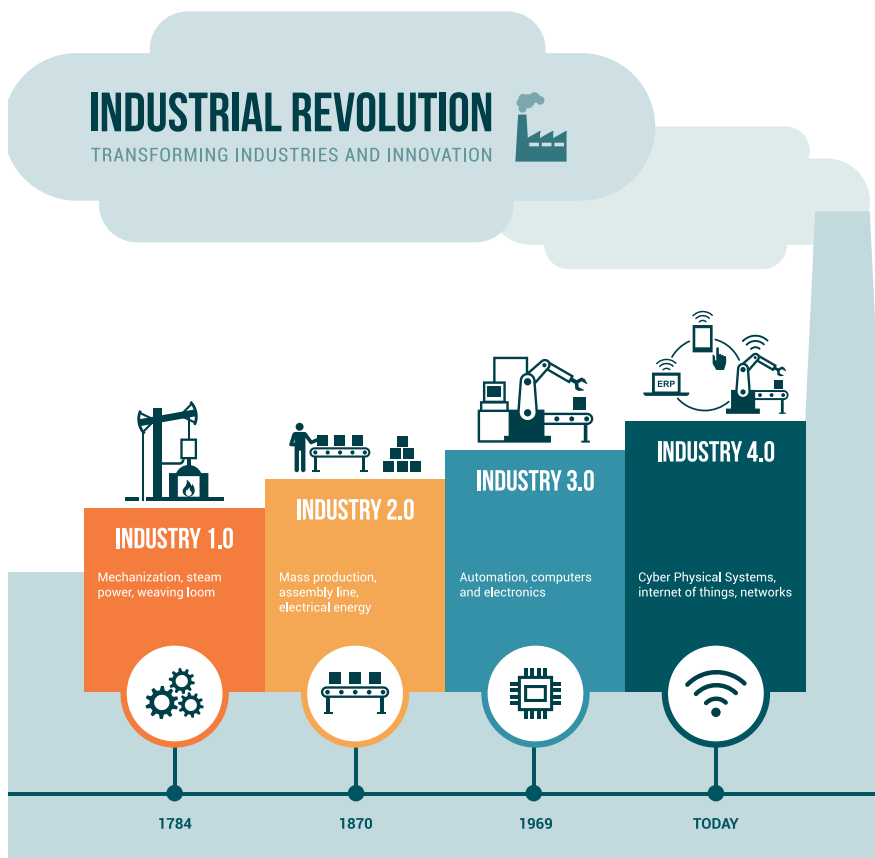 INDUSTRIAL REVOLUTION
TRANSFORMING INDUSTRIES AND INNOVATION
ERP
INDUSTRY 1.0
Mechanization, steam
power, weaving loom
INDUSTRY 2.0
Mass production,
assembly line,
electrical energy
INDUSTRY 3.0
Automation, computers
and electronics
INDUSTRY 4.0
Cyber Physical Systems,
internet of things, networks
1784
1870
1969
TODAY